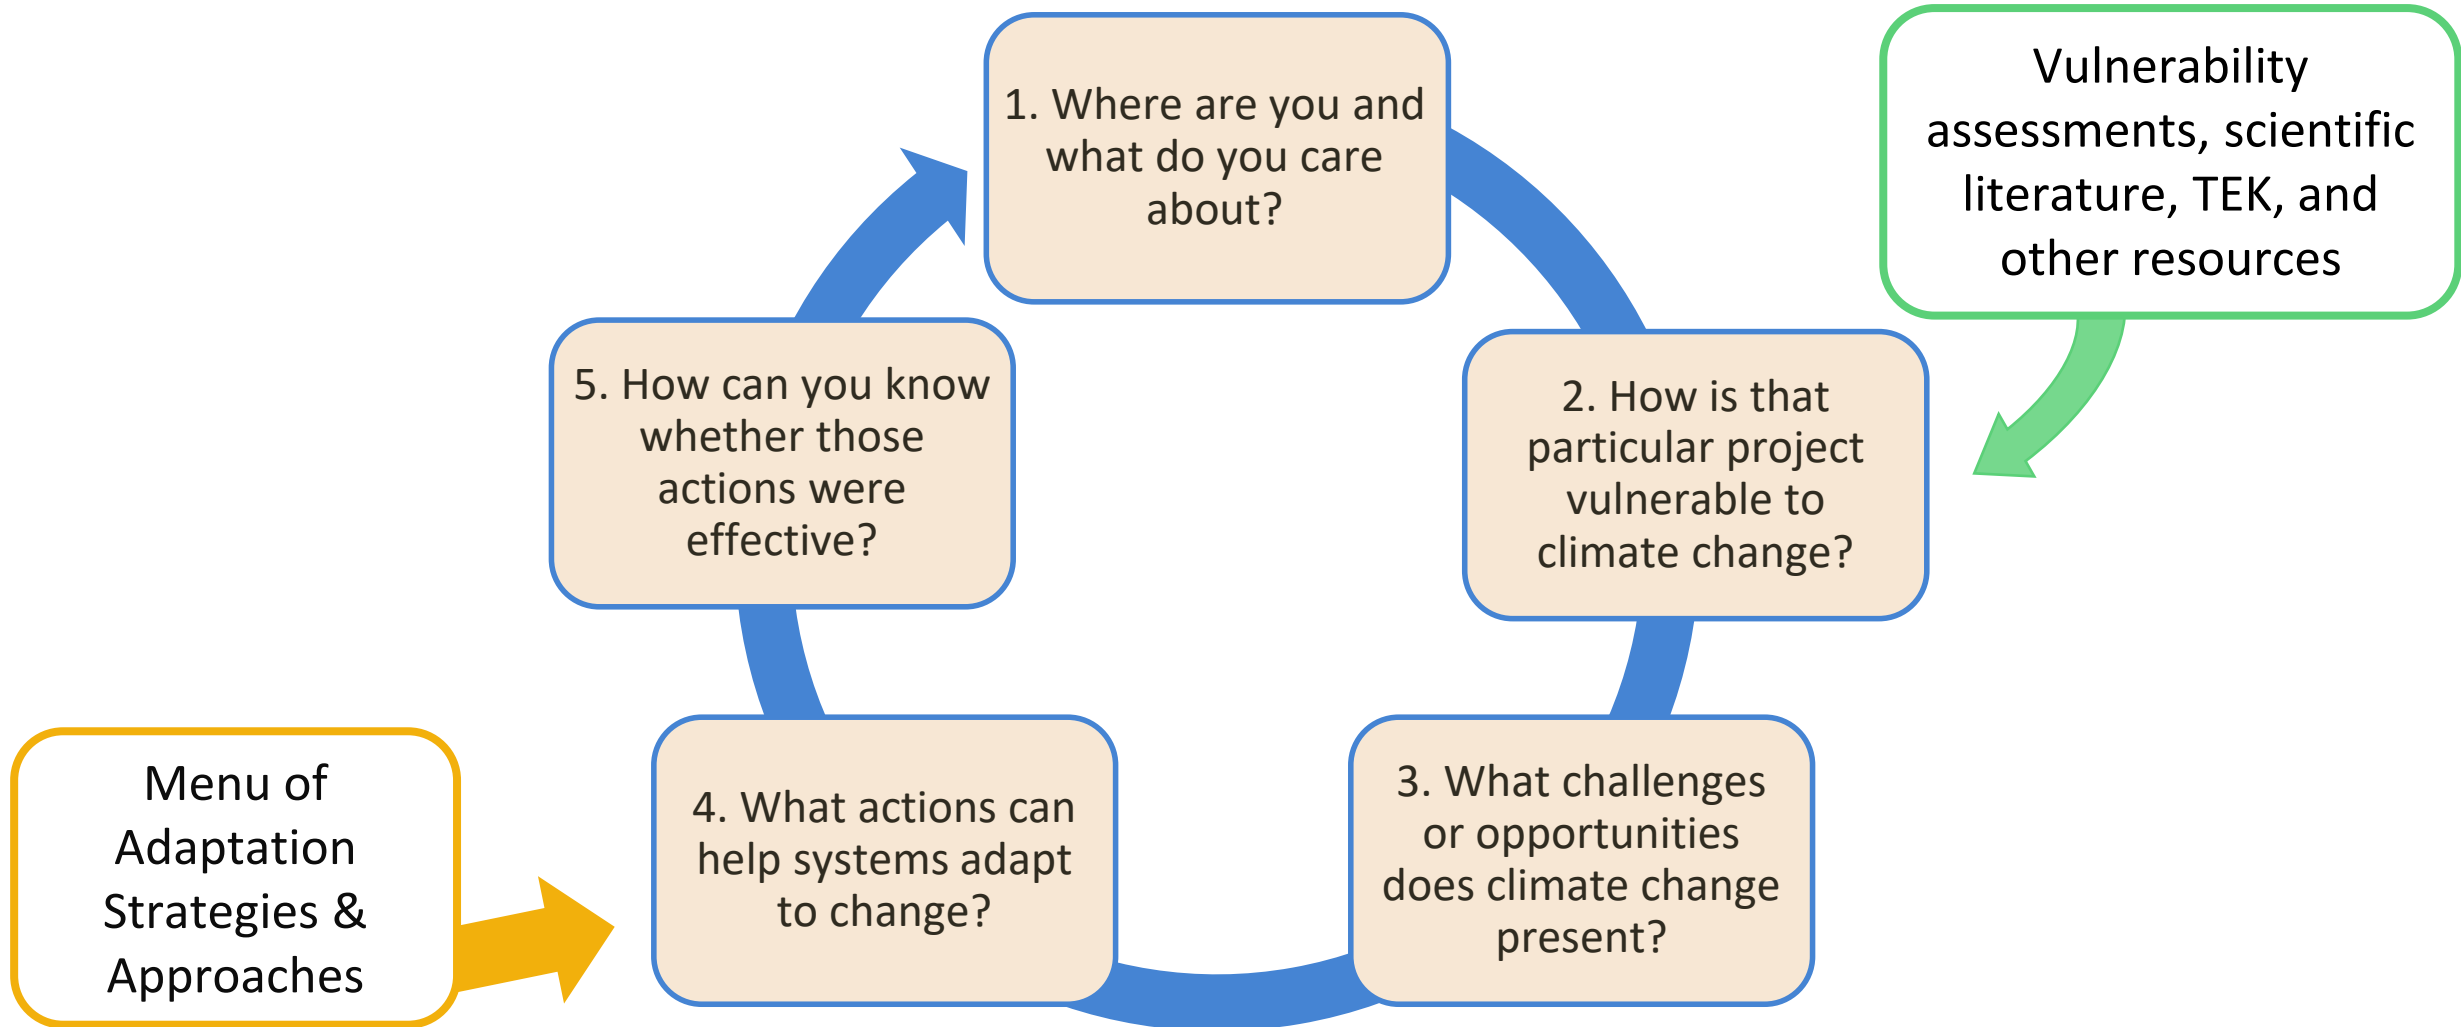 1. Where are you and
what do you care
about?
Vulnerability
assessments, scientific
literature, TEK, and
other resources
2. How is that
particular project
vulnerable to
climate change?
3. What challenges
or opportunities
does climate change
present?
4. What actions can
help systems adapt
to change?
Menu of
Adaptation
Strategies &
Approaches
5. How can you know
whether those
actions were
effective?